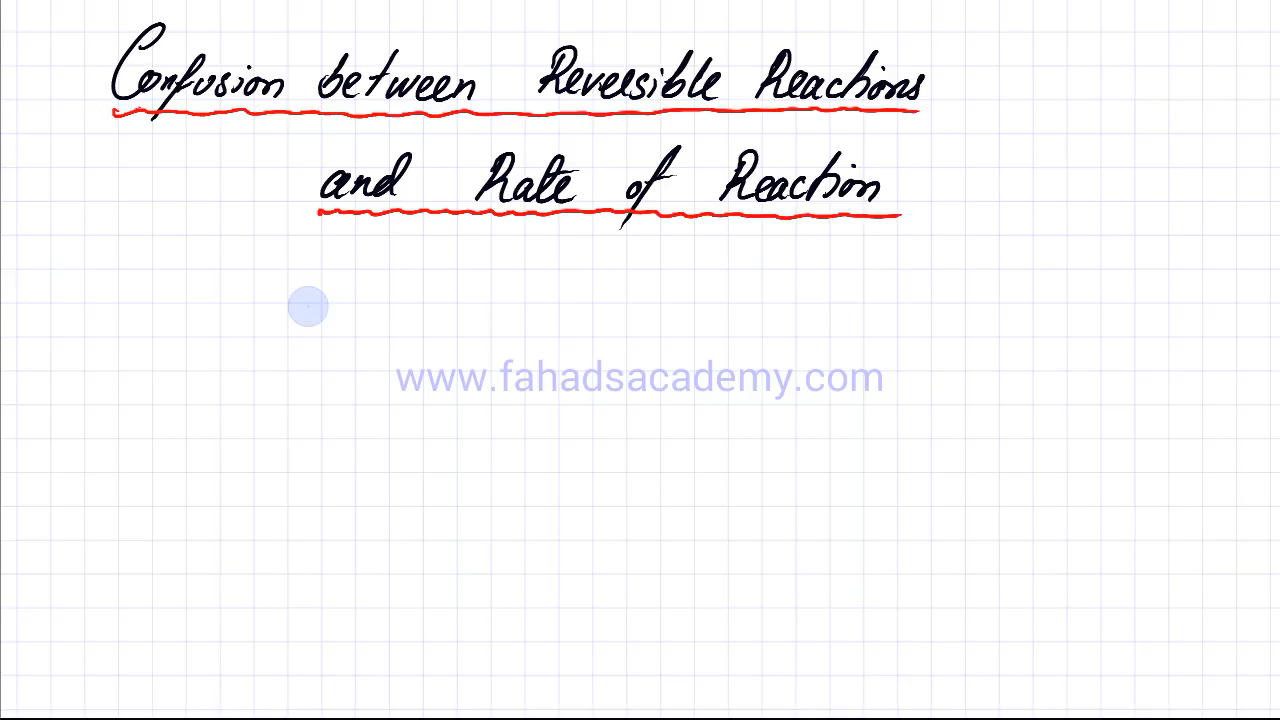 Confusion between Reversible Reactions
and Rate of Reaction
www.fahadsacademy.com